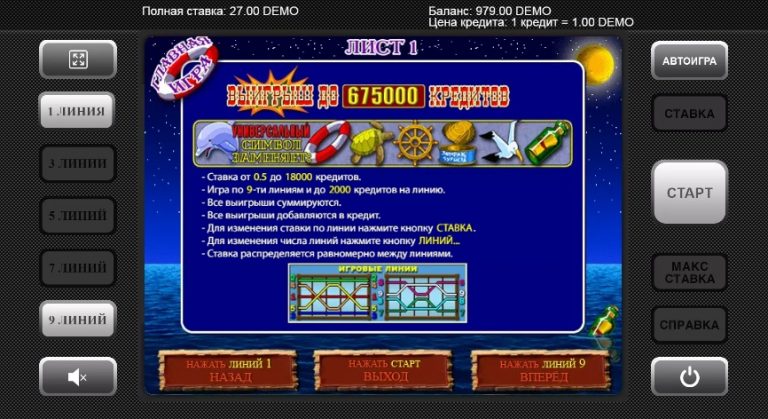 Полная ставка: 27.00 DEMO
Баланс: 979.00 DEMO
Цена кредита: 1 кредит = 1.00 DEMO
ГЛАВНАЯ
ИГРА
ЛИСТ 1
ВЫИГРЫШ ДО 675000 КРЕДИТОВ
УНИВЕРСАЛЬНЫЙ
СИМВОЛ
ЗАМЕНЯЕТ
- Ставка от 0.5 до 18000 кредитов.
- Игра по 9-ти линиям и до 2000 кредитов на линию.
- Все выигрыши суммируются.
- Все выигрыши добавляются в кредит.
- Для изменения ставки по линии нажмите кнопку СТАВКА.
- Для изменения числа линий нажмите кнопку ЛИНИЙ...
- Ставка распределяется равномерно между линиями.
ИГРОВЫЕ ЛИНИИ
НАЖАТЬ ЛИНИЙ 1
НАЗАД
НАЖАТЬ СТАРТ
ВЫХОД
НАЖАТЬ ЛИНИЙ 9
ВПЕРЁД
1 ЛИНИЯ
3 ЛИНИИ
5 ЛИНИЙ
7 ЛИНИЙ
9 ЛИНИЙ
АВТОИГРА
СТАВКА
СТАРТ
МАКС
СТАВКА
СПРАВКА